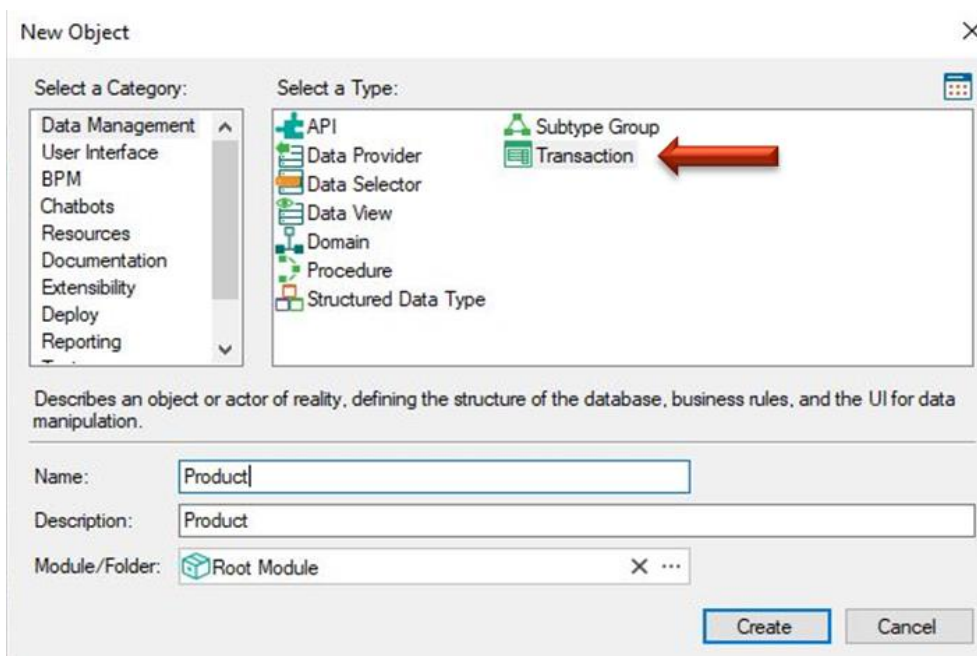 New Object
Select a Category:
Select a Type:
Data Management
User Interface
BPM
Chatbots
Resources
Documentation
Extensibility
Deploy
Reporting
API
Data Provider
Data Selector
Data View
Domain
Procedure
Structured Data Type
Subtype Group
Transaction
Describes an object or actor of reality, defining the structure of the database, business rules, and the UI for data
manipulation.
Name:
Product
Description:
Product
Module/Folder:
Root Module
Create
Cancel